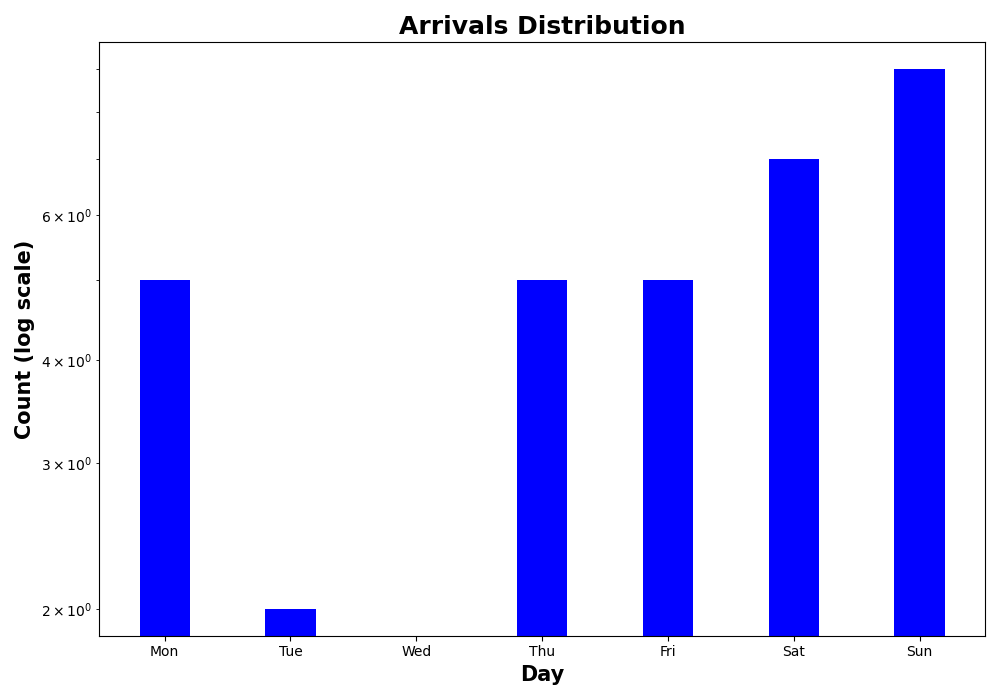 Arrivals Distribution
Count (log scale)
6 × 10⁰
4 × 10⁰
3 × 10⁰
2 × 10⁰
Mon Tue Wed Thu Fri Sat Sun
Day